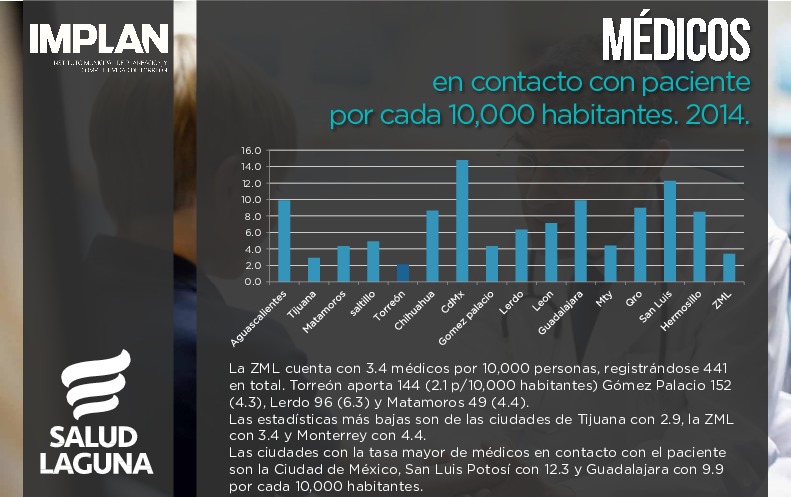 IMPLAN
INSTITUTO MUNICIPAL DE PLANEACIÓN Y
COMPETITIVIDAD DE TORREÓN
MÉDICOS
en contacto con paciente
por cada 10,000 habitantes. 2014.
16.0
14.0
12.0
10.0
8.0
6.0
4.0
2.0
0.0
Aguascalientes
Tijuana
Matamoros
saltillo
Torreón
Chihuahua
CdMx
Gomez palacio
Lerdo
Leon
Guadalajara
Mty
Qro
San Luis
Hermosillo
ZML
La ZML cuenta con 3.4 médicos por 10,000 personas, registrándose 441
en total. Torreón aporta 144 (2.1 p/10,000 habitantes) Gómez Palacio 152
(4.3), Lerdo 96 (6.3) y Matamoros 49 (4.4).
Las estadísticas más bajas son de las ciudades de Tijuana con 2.9, la ZML
con 3.4 y Monterrey con 4.4.
Las ciudades con la tasa mayor de médicos en contacto con el paciente
son la Ciudad de México, San Luis Potosí con 12.3 y Guadalajara con 9.9
por cada 10,000 habitantes.
SALUD
LAGUNA